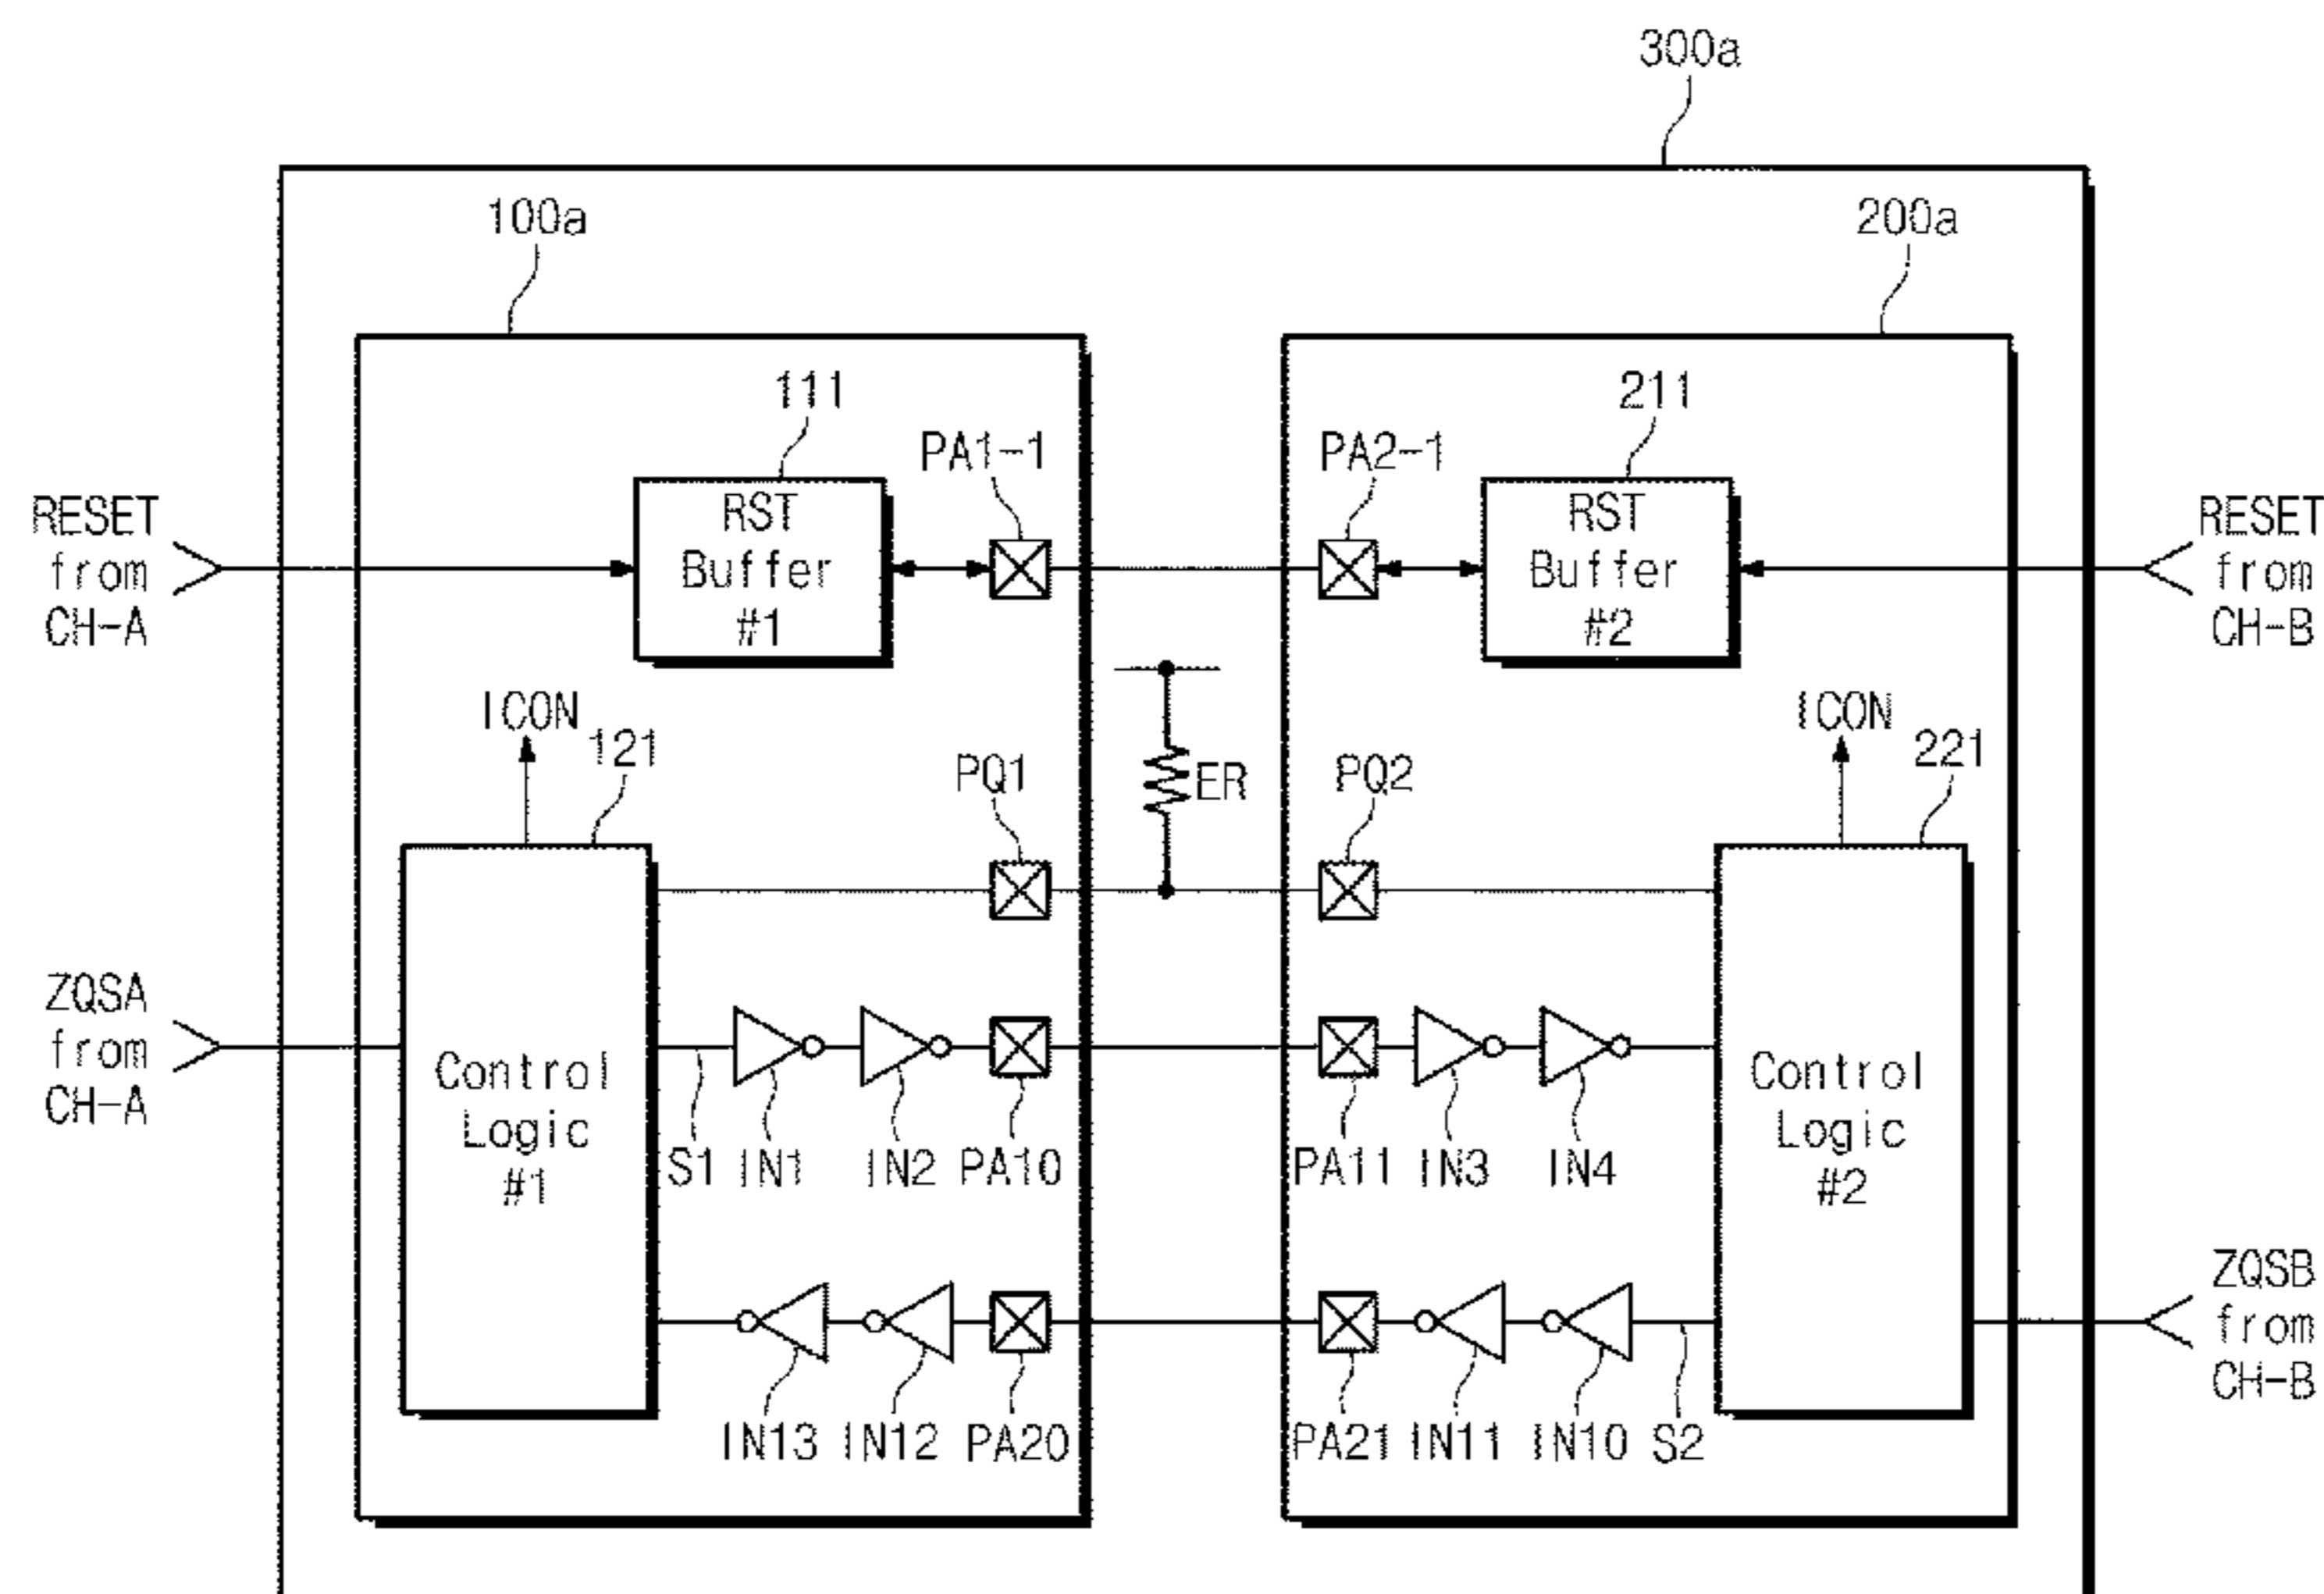 300a
100a
200a
111
211
PA1-1
PA2-1
RESET
from
CH-A
RST
Buffer
#1
RST
Buffer
#2
RESET
from
CH-B
ICON
121
PQ1
ER
PQ2
ICON
221
ZQSA
from
CH-A
Control
Logic
#1
S1
IN1
IN2
PA10
PA11
IN3
IN4
Control
Logic
#2
IN13
IN12
PA20
PA21
IN11
IN10
S2
ZQSB
from
CH-B